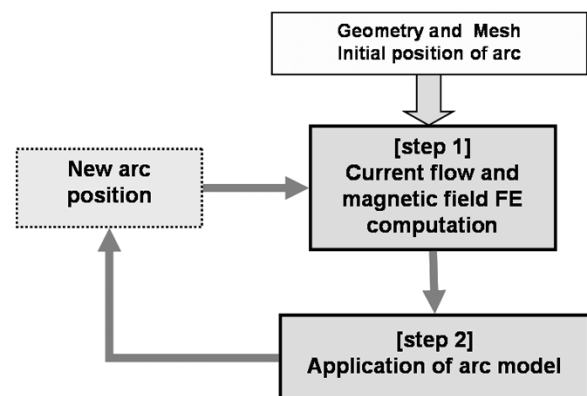 Geometry and Mesh
Initial position of arc
[step 1]
Current flow and
magnetic field FE
computation
New arc
position
[step 2]
Application of arc model